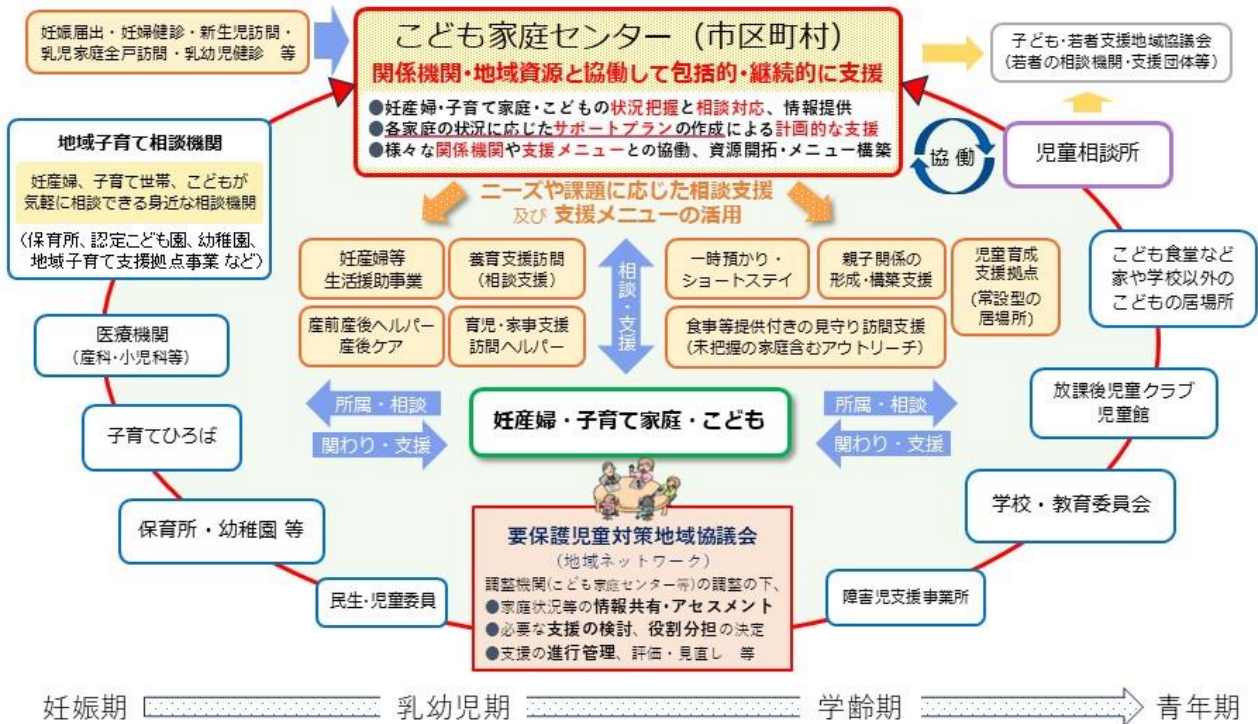 妊娠届出・妊婦健診・新生児訪問・
乳児家庭全戸訪問・乳幼児健診 等
こども家庭センター（市区町村）
関係機関・地域資源と協働して包括的・継続的に支援
●妊産婦・子育て家庭・こどもの状況把握と相談対応、情報提供
●各家庭の状況に応じたサポートプランの作成による計画的な支援
●様々な関係機関や支援メニューとの協働、資源開拓・メニュー構築
子ども・若者支援地域協議会
（若者の相談機関・支援団体等）
協働
児童相談所
地域子育て相談機関
妊産婦、子育て世帯、こどもが
気軽に相談できる身近な相談機関
（保育所、認定こども園、幼稚園、
地域子育て支援拠点事業 など）
ニーズや課題に応じた相談支援
及び 支援メニューの活用
妊産婦等
生活援助事業
養育支援訪問
（相談支援）
産前産後ヘルパー
産後ケア
育児・家事支援
訪問ヘルパー
相談・支援
一時預かり・
ショートステイ
親子関係の
形成・構築支援
児童育成
支援拠点
（常設型の
居場所）
食事等提供付きの見守り訪問支援
（未把握の家庭含むアウトリーチ）
こども食堂など
家や学校以外の
こどもの居場所
医療機関
（産科・小児科等）
放課後児童クラブ
児童館
所属・相談
関わり・支援
妊産婦・子育て家庭・こども
所属・相談
関わり・支援
子育てひろば
学校・教育委員会
保育所・幼稚園 等
要保護児童対策地域協議会
（地域ネットワーク）
調整機関(こども家庭センター等)の調整の下、
●家庭状況等の情報共有・アセスメント
●必要な支援の検討、役割分担の決定
●支援の進行管理、評価・見直し 等
民生・児童委員
障害児支援事業所
妊娠期
乳幼児期
学齢期
青年期